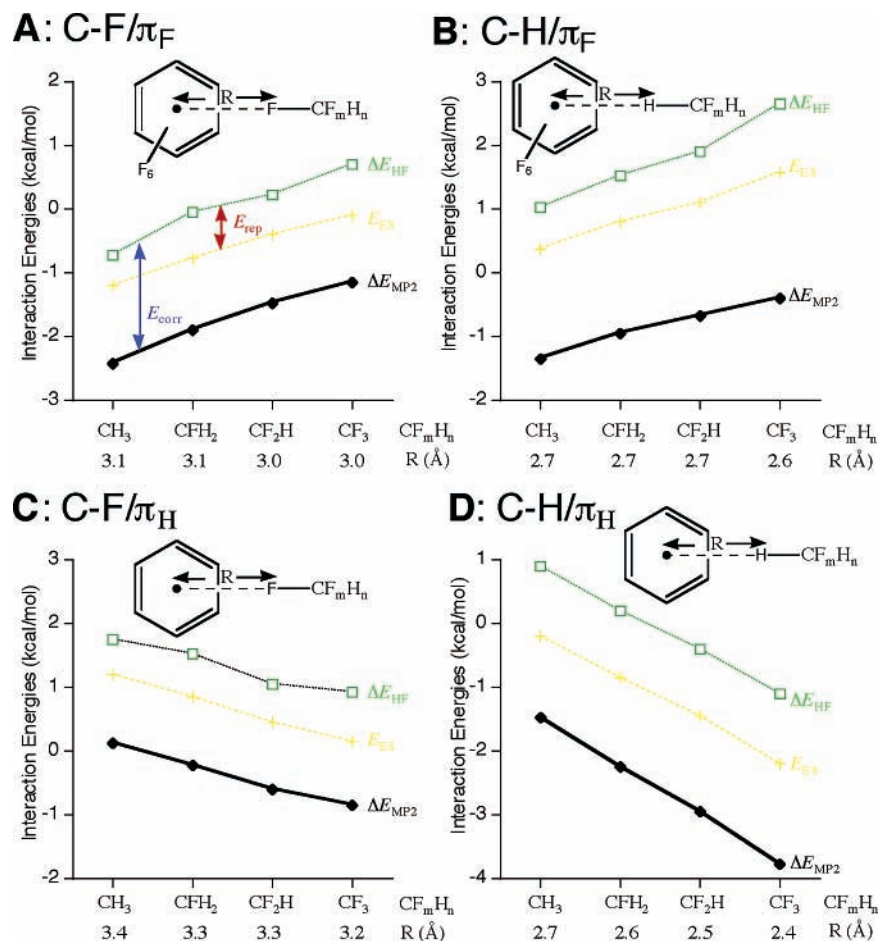 A: C-F/πF
Interaction Energies (kcal/mol)
2
1
0
-1
-2
-3
R
F
CFmHn
F6
ΔEHF
EES
ΔEMP2
Erep
Ecorr
CH3 CFH2 CF2H CF3 CFmHn
3.1 3.1 3.0 3.0 R (Å)
B: C-H/πF
Interaction Energies (kcal/mol)
3
2
1
0
-1
-2
R
H
CFmHn
F6
ΔEHF
EES
ΔEMP2
CH3 CFH2 CF2H CF3 CFmHn
2.7 2.7 2.7 2.6 R (Å)
C: C-F/πH
Interaction Energies (kcal/mol)
3
2
1
0
-1
-2
R
F
CFmHn
ΔEHF
EES
ΔEMP2
CH3 CFH2 CF2H CF3 CFmHn
3.4 3.3 3.3 3.2 R (Å)
D: C-H/πH
Interaction Energies (kcal/mol)
1
0
-1
-2
-3
-4
R
H
CFmHn
ΔEHF
EES
ΔEMP2
CH3 CFH2 CF2H CF3 CFmHn
2.7 2.6 2.5 2.4 R (Å)